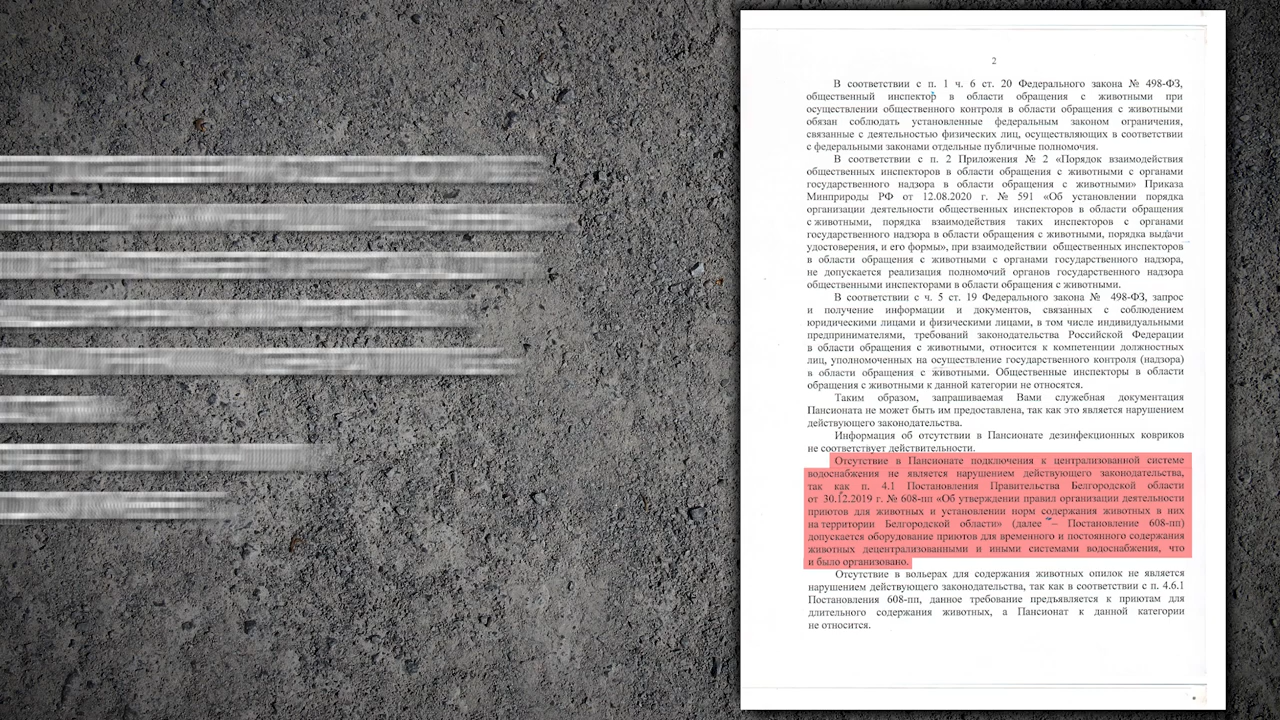 2
В соответствии с п. 1 ч. 6 ст. 20 Федерального закона № 498-ФЗ,
общественный инспектор в области обращения с животными при
осуществлении общественного контроля в области обращения с животными
обязан соблюдать установленные федеральным законом ограничения,
связанные с деятельностью физических лиц, осуществляющих в соответствии
с федеральными законами отдельные публичные полномочия.
В соответствии с п. 2 Приложения № 2 «Порядок взаимодействия
общественных инспекторов в области обращения с животными с органами
государственного надзора в области обращения с животными» Приказа
Минприроды РФ от 12.08.2020 г. № 591 «Об установлении порядка
организации деятельности общественных инспекторов в области обращения
с животными, порядка взаимодействия таких инспекторов с органами
государственного надзора в области обращения с животными, порядка выдачи
удостоверения, и его формы», при взаимодействии общественных инспекторов
в области обращения с животными с органами государственного надзора,
не допускается реализация полномочий органов государственного надзора
общественными инспекторами в области обращения с животными.
В соответствии с ч. 5 ст. 19 Федерального закона № 498-ФЗ, запрос
и получение информации и документов, связанных с соблюдением
юридическими лицами и физическими лицами, в том числе индивидуальными
предпринимателями, требований законодательства Российской Федерации
в области обращения с животными, относится к компетенции должностных
лиц, уполномоченных на осуществление государственного контроля (надзора)
в области обращения с животными. Общественные инспекторы в области
обращения с животными к данной категории не относятся.
Таким образом, запрашиваемая Вами служебная документация
Пансионата не может быть им предоставлена, так как это является нарушением
действующего законодательства.
Информация об отсутствии в Пансионате дезинфекционных ковриков
не соответствует действительности.
Отсутствие в Пансионате подключения к централизованной системе
водоснабжения не является нарушением действующего законодательства,
так как п. 4.1 Постановления Правительства Белгородской области
от 30.12.2019 г. № 608-пп «Об утверждении правил организации деятельности
приютов для животных и установлении норм содержания животных в них
на территории Белгородской области» (далее – Постановление 608-пп)
допускается оборудование приютов для временного и постоянного содержания
животных децентрализованными и иными системами водоснабжения, что
и было организовано.
Отсутствие в вольерах для содержания животных опилок не является
нарушением действующего законодательства, так как в соответствии с п. 4.6.1
Постановления 608-пп, данное требование предъявляется к приютам для
длительного содержания животных, а Пансионат к данной категории
не относится.